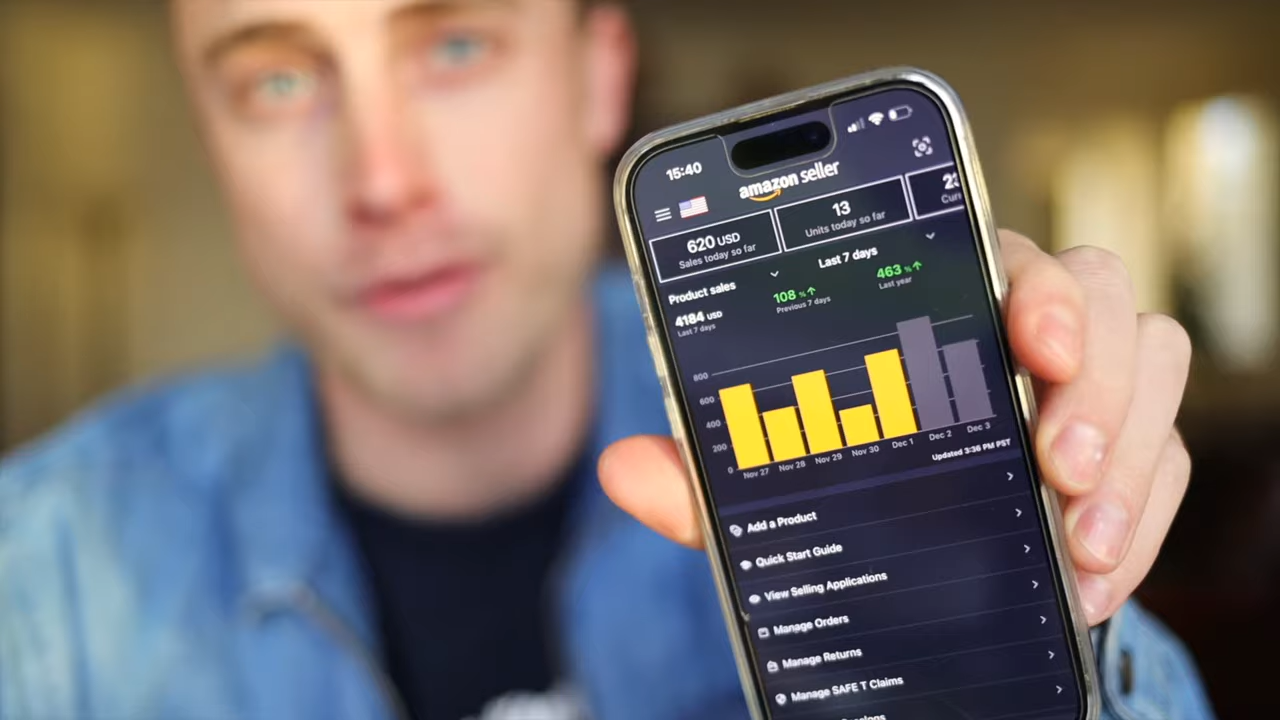 15:40
amazon seller
620 USD
Sales today so far
13
Units today so far
Last 7 days
Product sales
4184 USD
Last 7 days
108 %↑
Previous 7 days
463 %↑
Last year
800
600
400
200
0
Nov 27
Nov 28
Nov 29
Nov 30
Dec 1
Dec 2
Dec 3
Updated 3:36 PM PST
Add a Product
Quick Start Guide
View Selling Applications
Manage Orders
Manage Returns
Manage SAFE T Claims